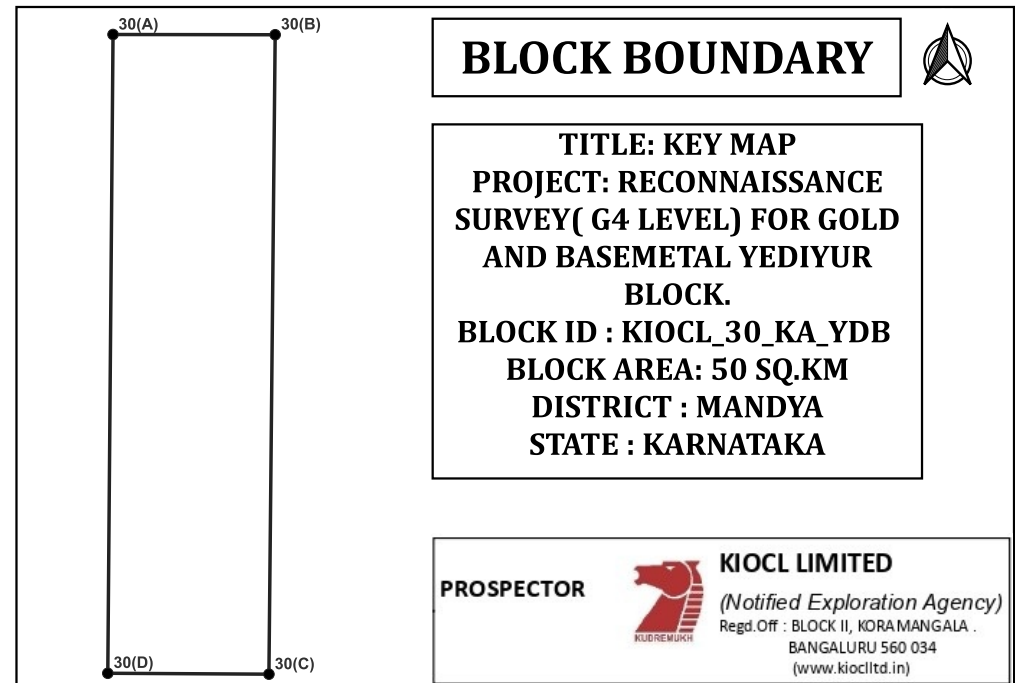 30(A)
30(B)
BLOCK BOUNDARY
TITLE: KEY MAP
PROJECT: RECONNAISSANCE
SURVEY( G4 LEVEL) FOR GOLD
AND BASEMETAL YEDIYUR
BLOCK.
BLOCK ID : KIOCL_30_KA_YDB
BLOCK AREA: 50 SQ.KM
DISTRICT : MANDYA
STATE : KARNATAKA
PROSPECTOR
KUDREMUKH
KIOCL LIMITED
(Notified Exploration Agency)
Regd.Off : BLOCK II, KORAMANGALA .
BANGALURU 560 034
(www.kioclltd.in)
30(D)
30(C)